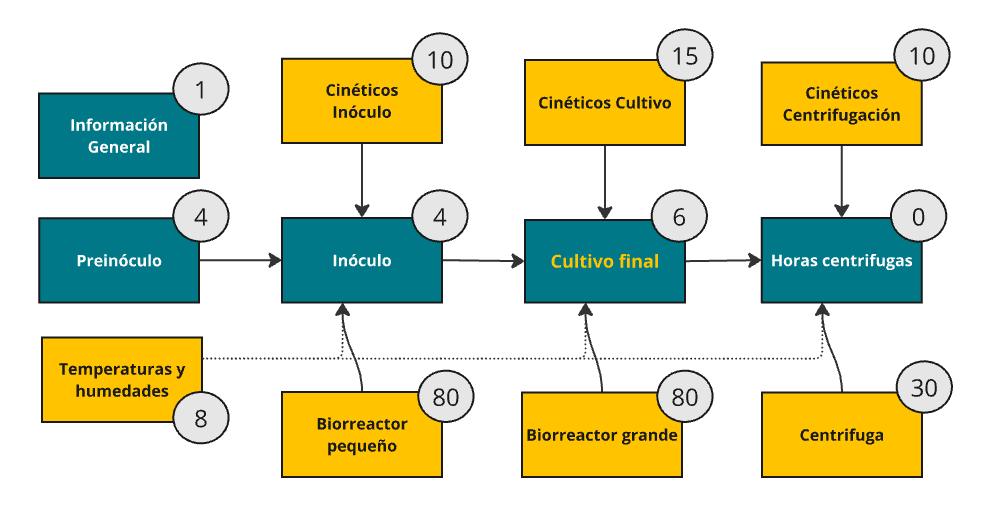 10
15
10
1
Cinéticos
Inóculo
Cinéticos Cultivo
Cinéticos
Centrifugación
Información
General
4
4
6
0
Preinóculo
Inóculo
Cultivo final
Horas centrifugas
Temperaturas y
humedades
8
80
80
30
Biorreactor
pequeño
Biorreactor grande
Centrifuga